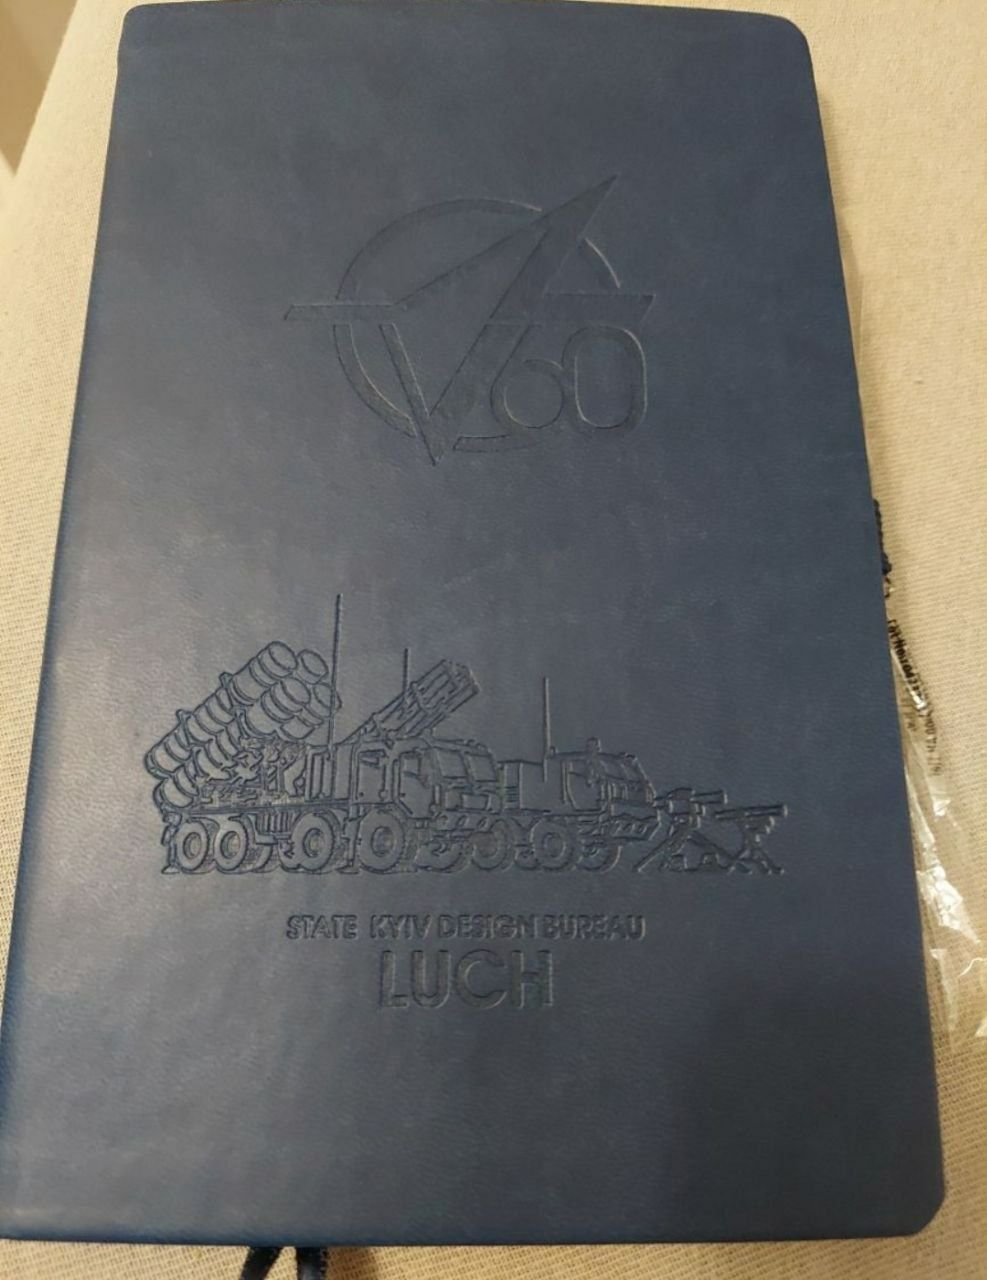 60
STATE KYIV DESIGN BUREAU
LUCH